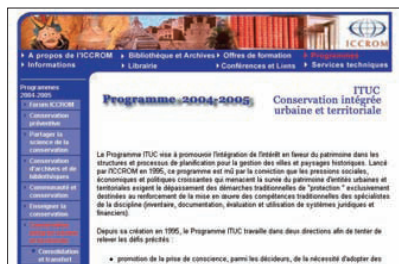 ICCROM
A propos de l'ICCROM
Bibliothèque et Archives
Offres de formation
Programmes
Informations
Librairie
Conférences et Liens
Services techniques
Programmes
2004-2005
Forum ICCROM
Conservation
préventive
Partager la
science de la
conservation
Conservation
d'archives et de
bibliothèques
Communauté et
conservation
Enseigner la
conservation
Consolidation
et transfert
Programme 2004-2005
ITUC
Conservation intégrée
urbaine et territoriale
Le Programme ITUC vise à promouvoir l'intégration de l'intérêt en faveur du patrimoine dans les
structures et processus de planification pour la gestion des villes et paysages historiques. Lancé
par l'ICCROM en 1995, ce programme est mû par la conviction que les pressions sociales,
économiques et politiques croissantes qui menacent la survie du patrimoine d'entités urbaines et
territoriales exigent le dépassement des démarches traditionnelles de "protection" exclusivement
destinées au renforcement de la mise en œuvre des compétences traditionnelles des spécialistes
de la discipline (inventaire, documentation, évaluation et utilisation de systèmes juridiques et
financiers).
Depuis sa création en 1995, le Programme ITUC travaille dans deux directions afin de tenter de
relever les défis précités :
• promotion de la prise de conscience, parmi les décideurs, de la nécessité d'adopter des